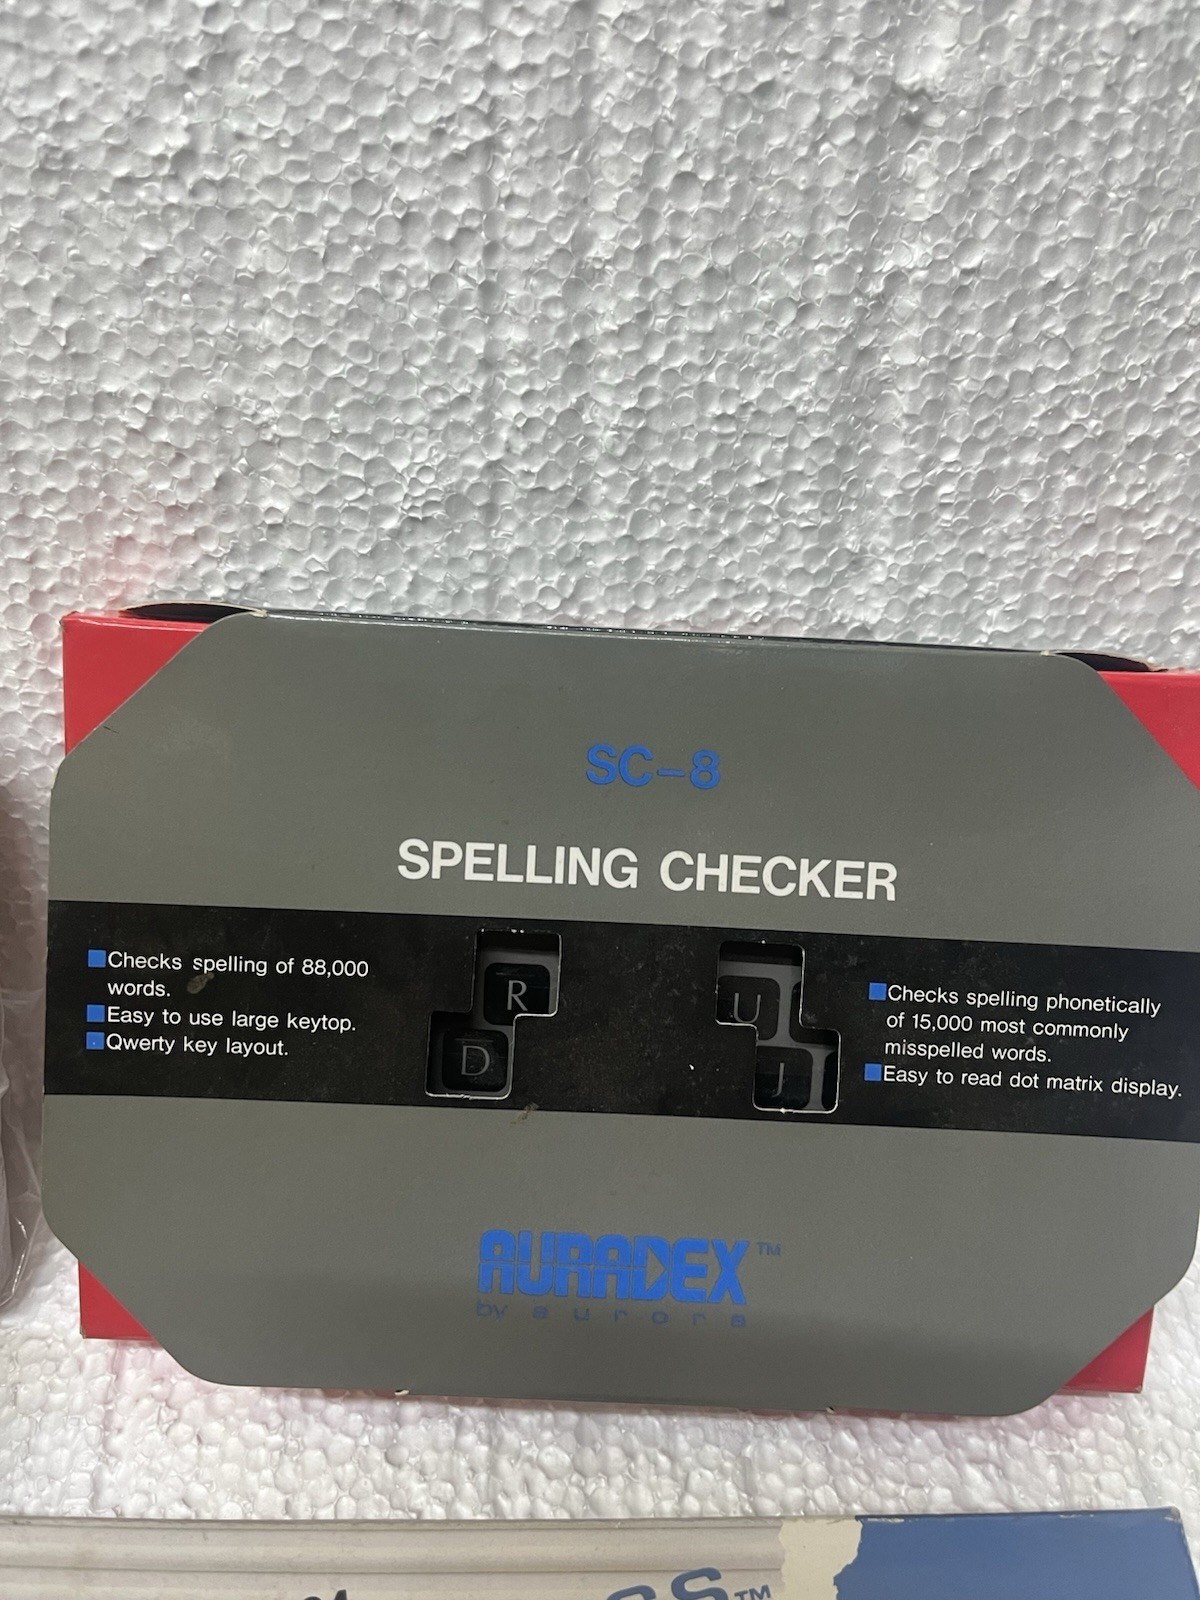 SC-8
SPELLING CHECKER
Checks spelling of 88,000
words.
Easy to use large keytop.
Qwerty key layout.
R
D
U
J
Checks spelling phonetically
of 15,000 most commonly
misspelled words.
Easy to read dot matrix display.
AURADEX™
by aurora